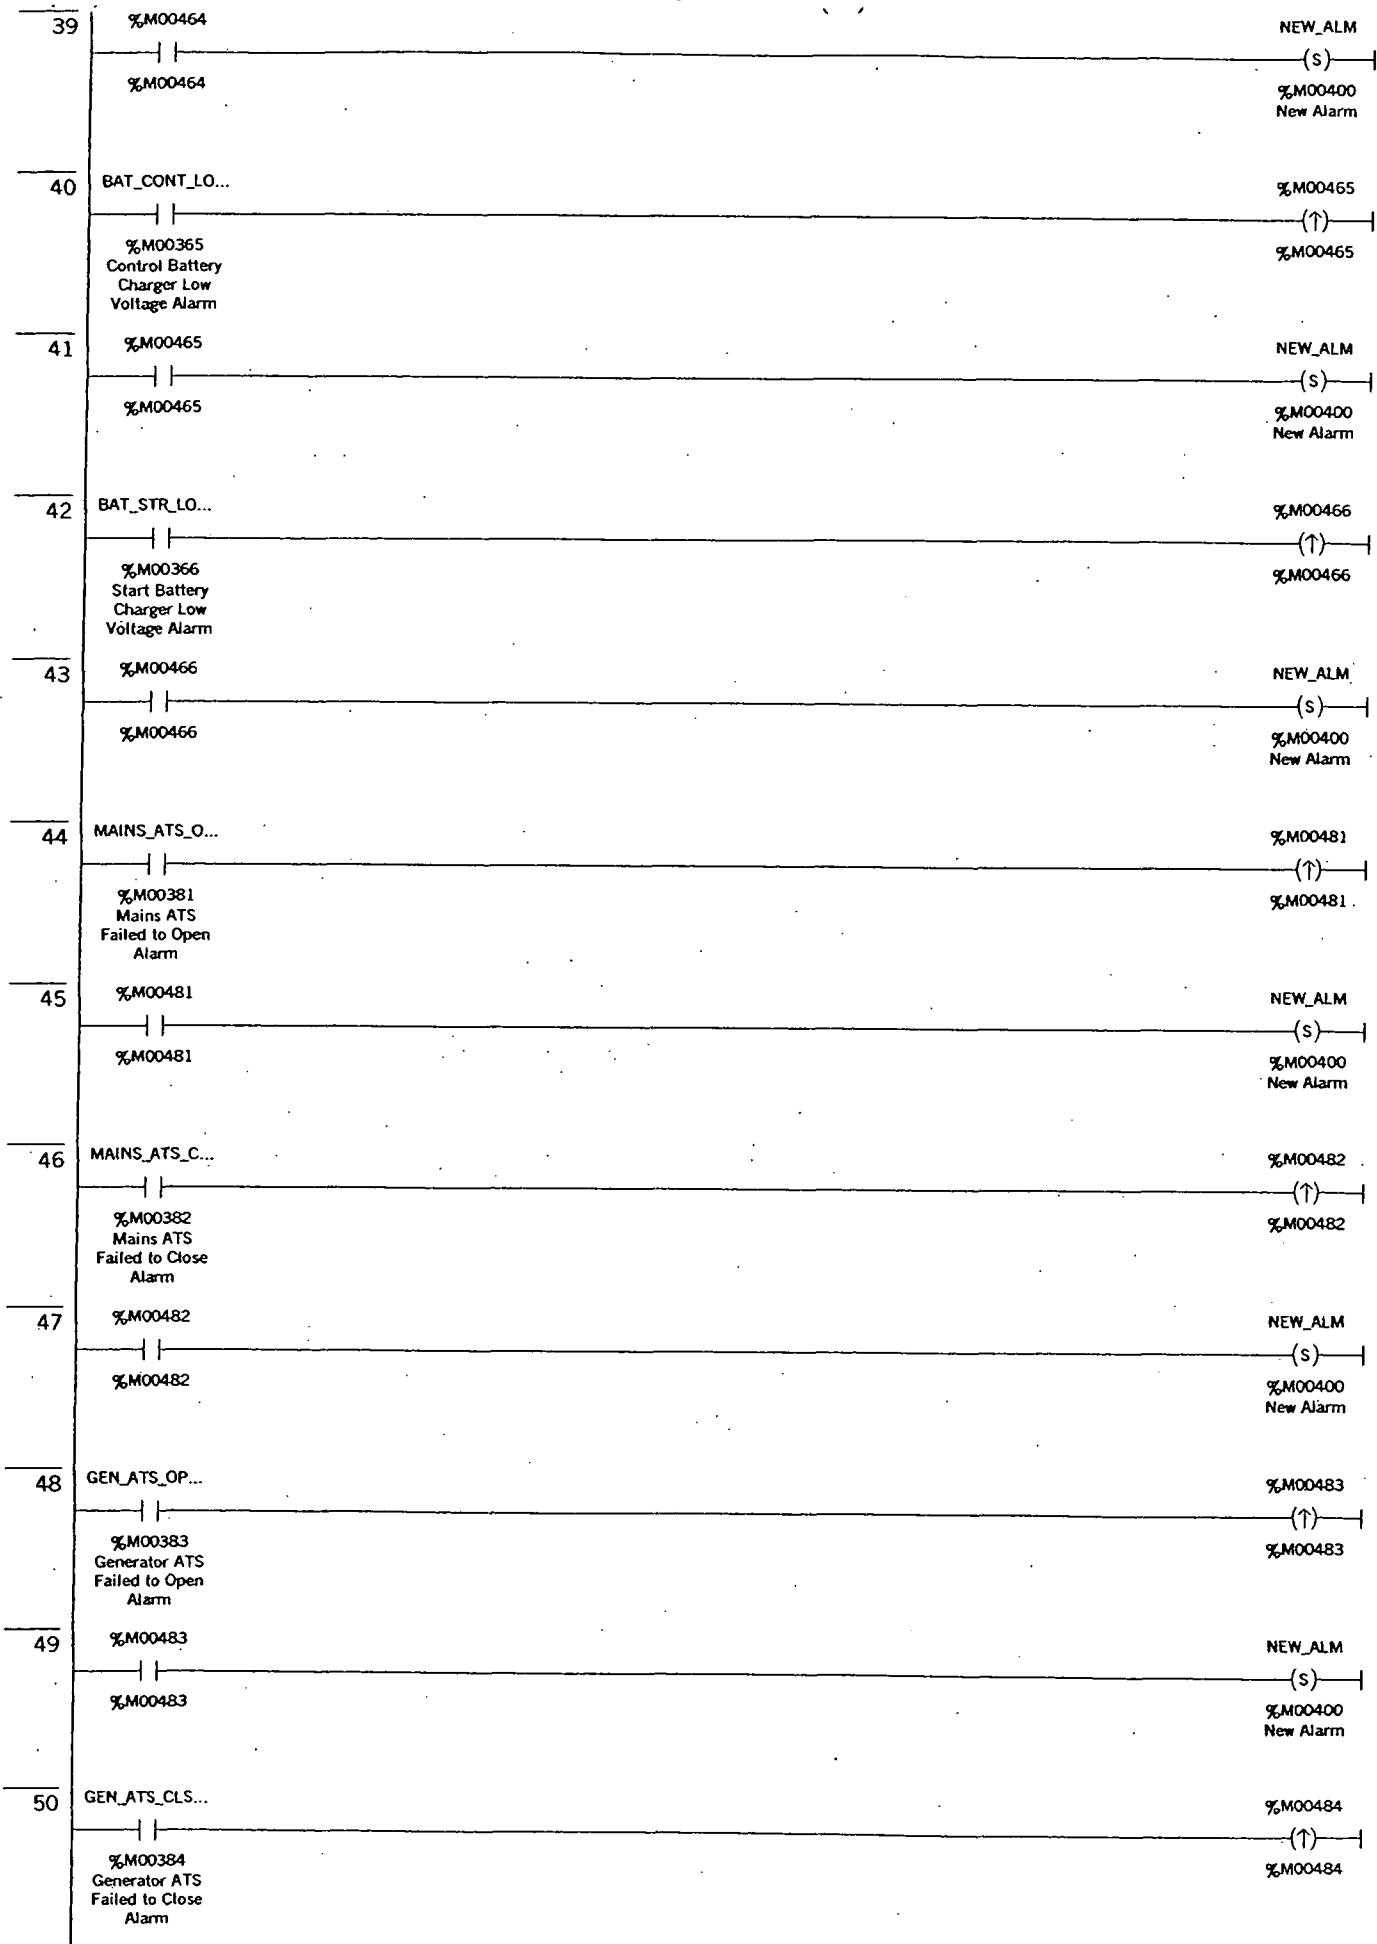 39
%M00464
NEW_ALM
(S)
%M00464
%M00400
New Alarm
40
BAT_CONT_LO...
%M00465
(↑)
%M00365
Control Battery
Charger Low
Voltage Alarm
%M00465
41
%M00465
NEW_ALM
(S)
%M00465
%M00400
New Alarm
42
BAT_STR_LO...
%M00466
(↑)
%M00366
Start Battery
Charger Low
Voltage Alarm
%M00466
43
%M00466
NEW_ALM
(S)
%M00466
%M00400
New Alarm
44
MAINS_ATS_O...
%M00481
(↑)
%M00381
Mains ATS
Failed to Open
Alarm
%M00481
45
%M00481
NEW_ALM
(S)
%M00481
%M00400
New Alarm
46
MAINS_ATS_C...
%M00482
(↑)
%M00382
Mains ATS
Failed to Close
Alarm
%M00482
47
%M00482
NEW_ALM
(S)
%M00482
%M00400
New Alarm
48
GEN_ATS_OP...
%M00483
(↑)
%M00383
Generator ATS
Failed to Open
Alarm
%M00483
49
%M00483
NEW_ALM
(S)
%M00483
%M00400
New Alarm
50
GEN_ATS_CLS...
%M00484
(↑)
%M00384
Generator ATS
Failed to Close
Alarm
%M00484